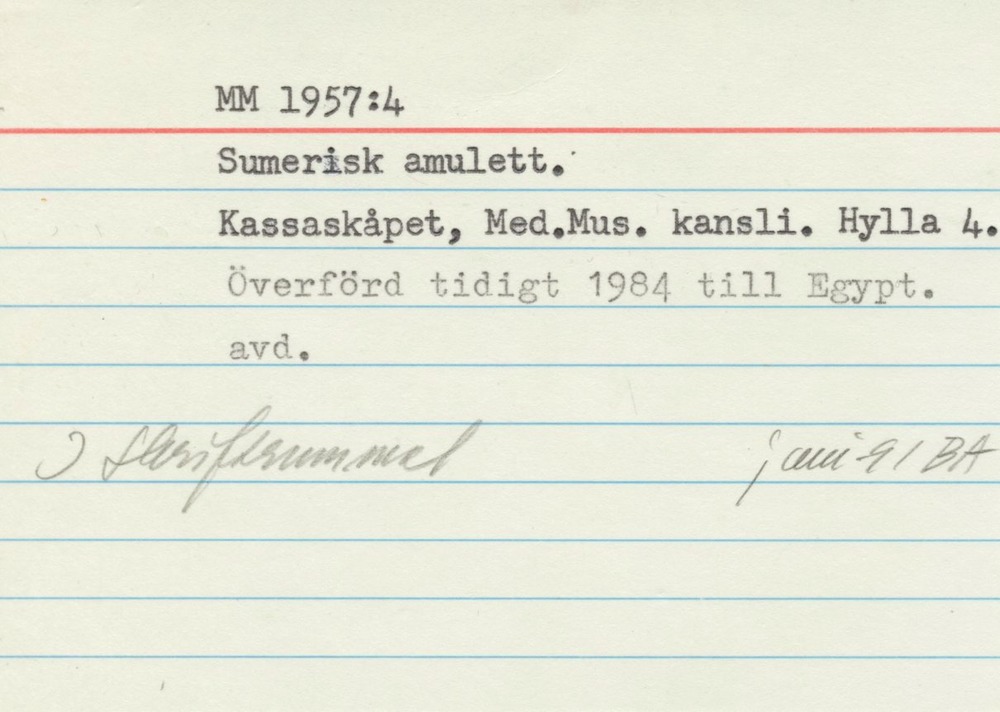 MM 1957:4
Sumerisk amulett.
Kassaskåpet, Med.Mus. kansli. Hylla 4.
Överförd tidigt 1984 till Egypt.
avd.
juni -91 BA